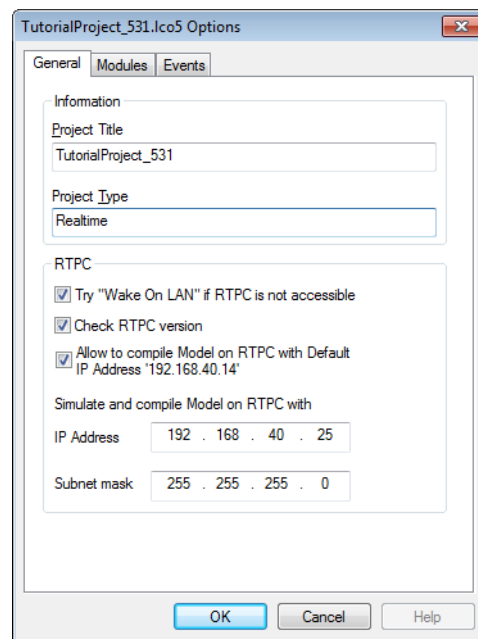 TutorialProject_531.lco5 Options
General Modules Events
Information
Project Title
TutorialProject_531
Project Type
Realtime
RTPC
Try "Wake On LAN" if RTPC is not accessible
Check RTPC version
Allow to compile Model on RTPC with Default
IP Address '192.168.40.14'
Simulate and compile Model on RTPC with
IP Address 192 . 168 . 40 . 25
Subnet mask 255 . 255 . 255 . 0
OK Cancel Help